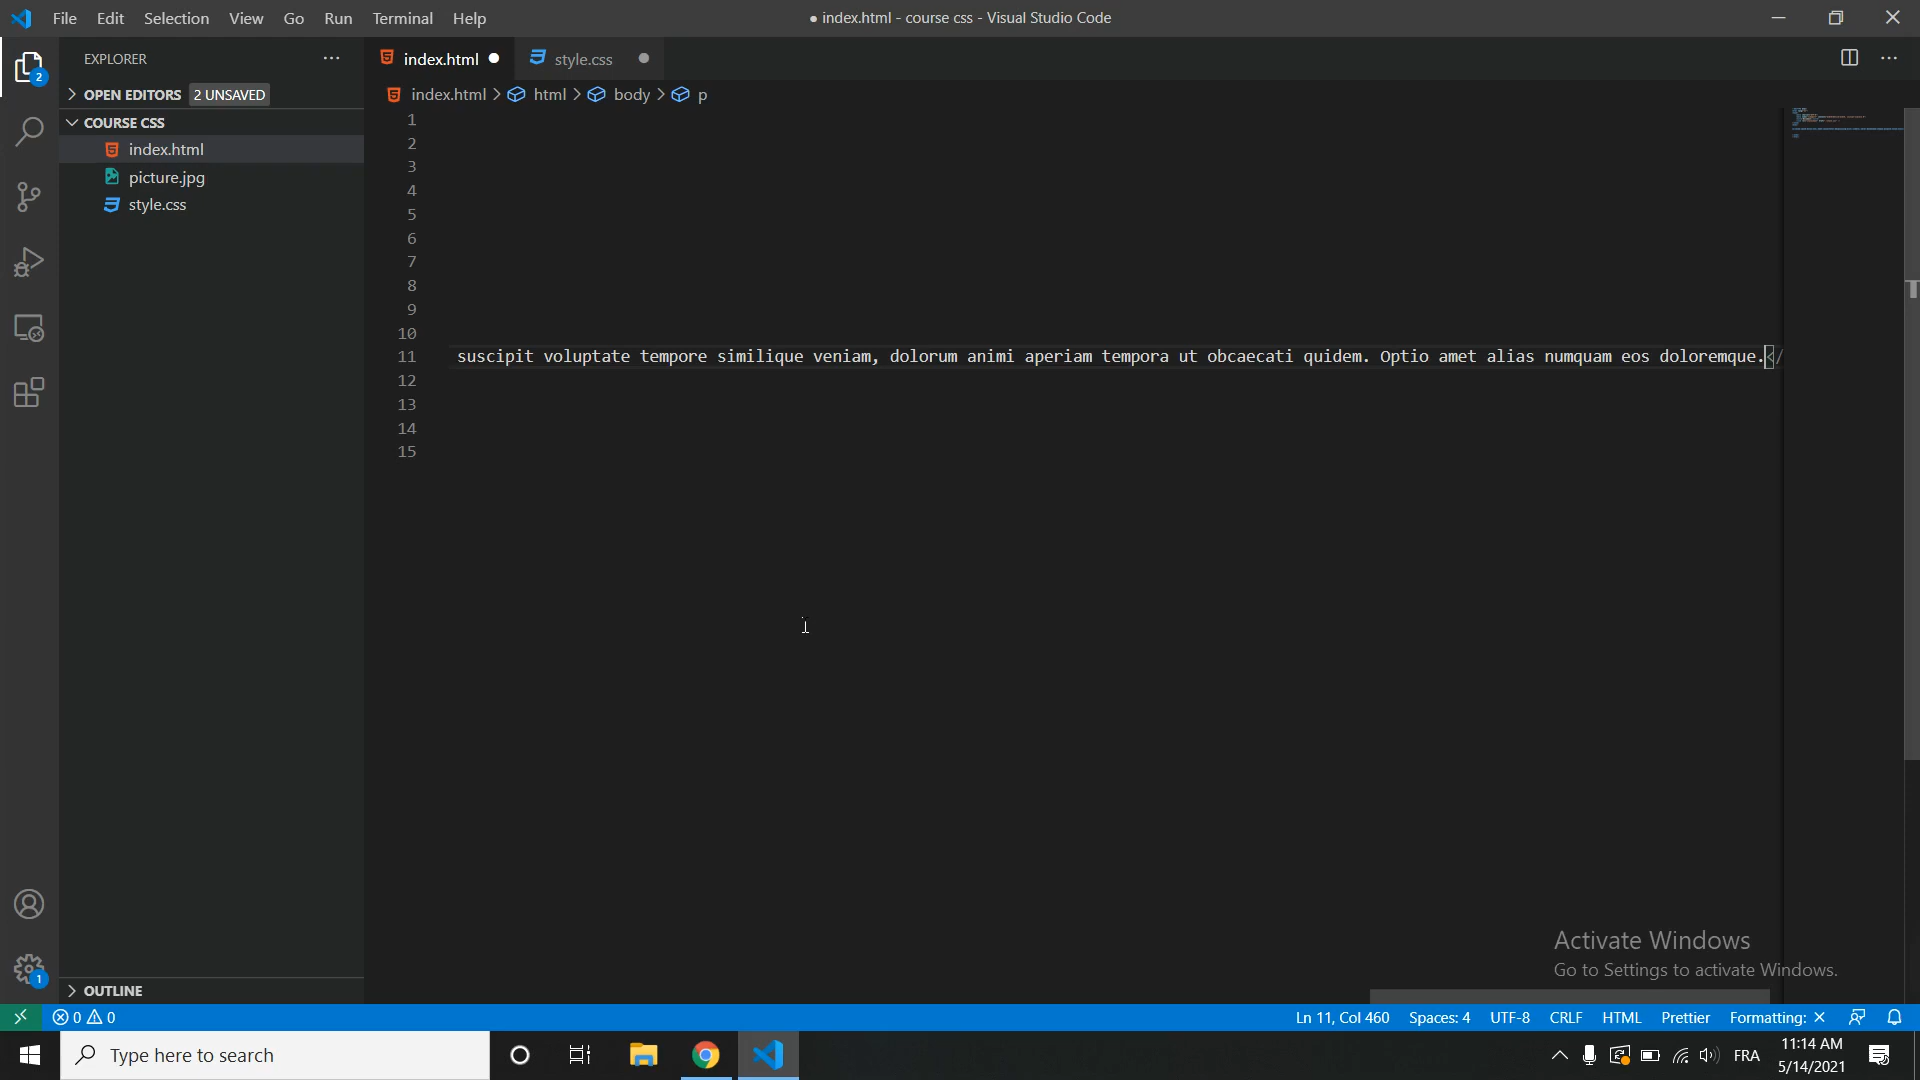 File Edit Selection View Go Run Terminal Help
● index.html - course css - Visual Studio Code
EXPLORER
index.html
style.css
OPEN EDITORS 2 UNSAVED
index.html > html > body > p
COURSE CSS
index.html
picture.jpg
style.css
1
2
3
4
5
6
7
8
9
10
11 suscipit voluptate tempore similique veniam, dolorum animi aperiam tempora ut obcaecati quidem. Optio amet alias numquam eos doloremque.</
12
13
14
15
2
1
Activate Windows
Go to Settings to activate Windows.
OUTLINE
0 0
Ln 11, Col 460 Spaces: 4 UTF-8 CRLF HTML Prettier Formatting: ×
Type here to search
FRA
11:14 AM
5/14/2021